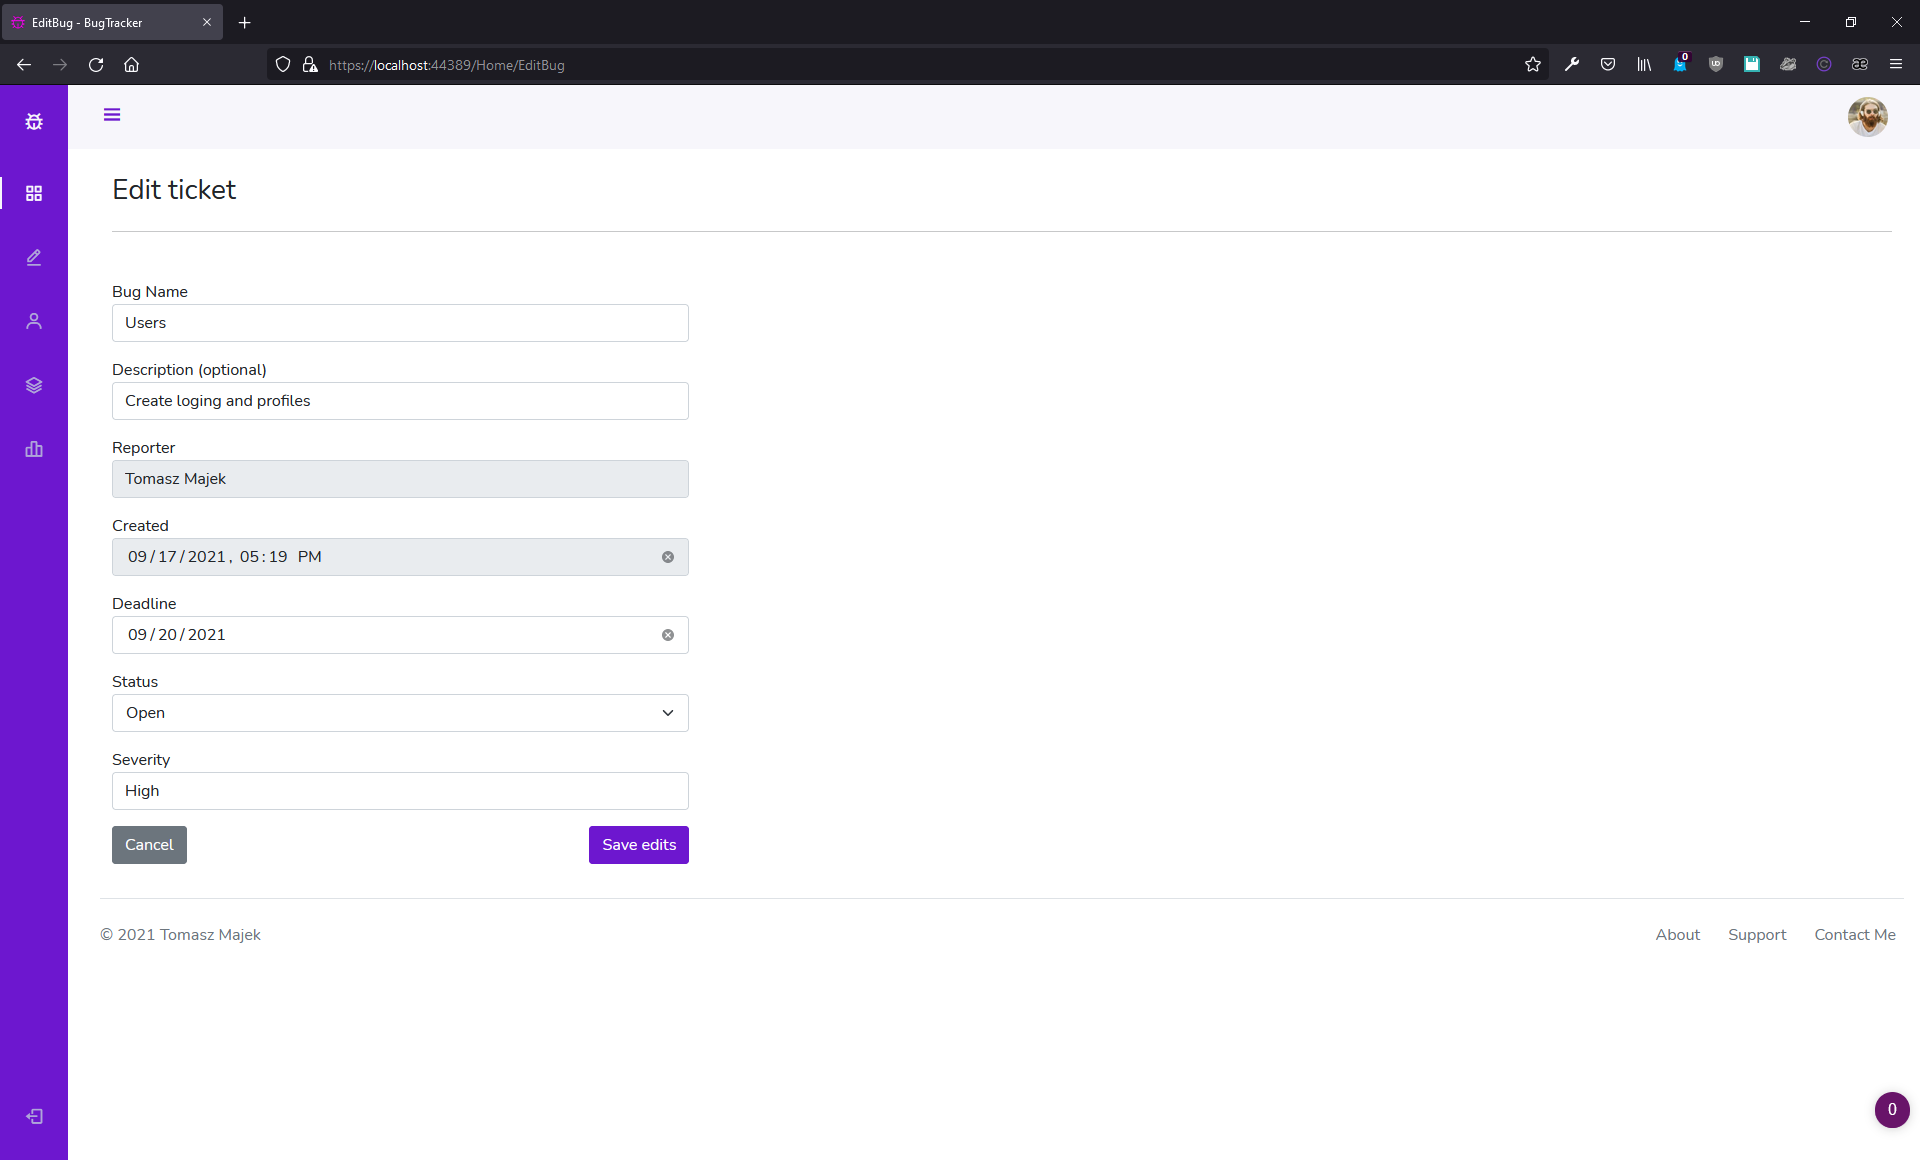 EditBug - BugTracker
https://localhost:44389/Home/EditBug
0
Edit ticket
Bug Name
Users
Description (optional)
Create loging and profiles
Reporter
Tomasz Majek
Created
09/17/2021, 05:19 PM
Deadline
09/20/2021
Status
Open
Severity
High
Cancel
Save edits
© 2021 Tomasz Majek
About
Support
Contact Me
0